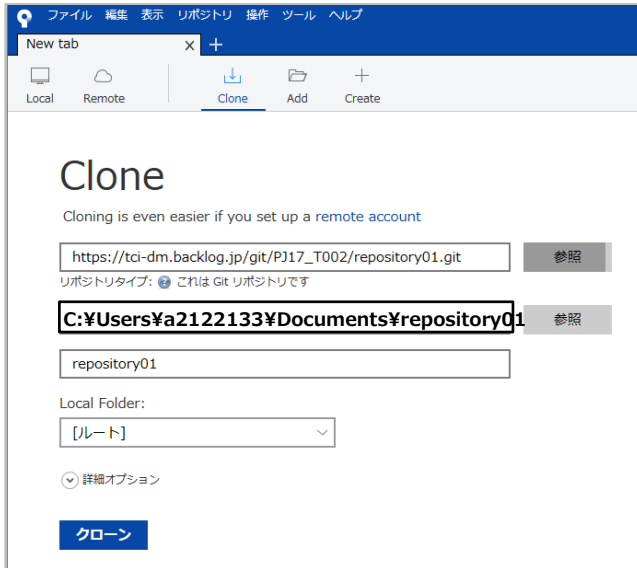 ファイル 編集 表示 リポジトリ 操作 ツール ヘルプ
New tab x +
Local Remote Clone Add Create
Clone
Cloning is even easier if you set up a remote account
https://tci-dm.backlog.jp/git/PJ17_T002/repository01.git 参照
リポジトリタイプ: ? これは Git リポジトリです
C:¥Users¥a2122133¥Documents¥repository01 参照
repository01
Local Folder:
[ルート]
詳細オプション
クローン